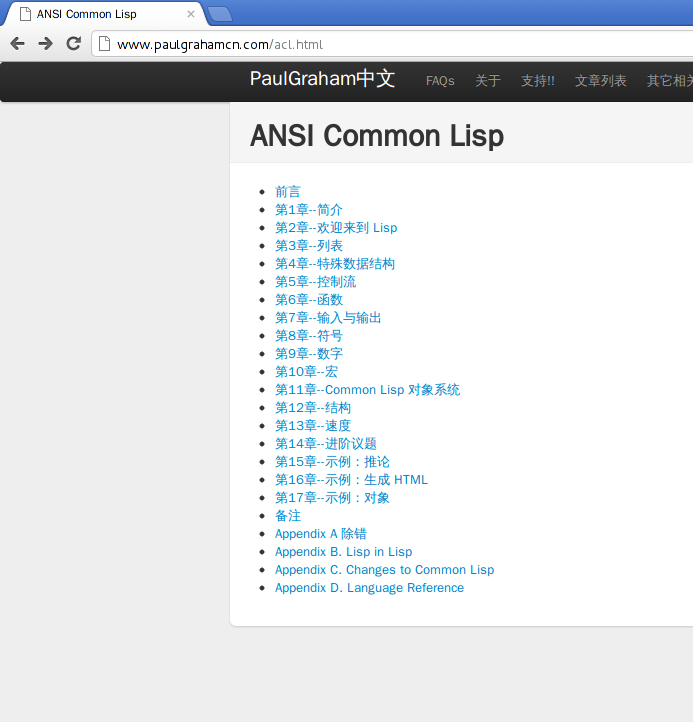 ANSI Common Lisp
www.paulgrahamcn.com/acl.html
PaulGraham中文 FAQs 关于 支持!! 文章列表 其它相关
ANSI Common Lisp
前言
第1章--简介
第2章--欢迎来到 Lisp
第3章--列表
第4章--特殊数据结构
第5章--控制流
第6章--函数
第7章--输入与输出
第8章--符号
第9章--数字
第10章--宏
第11章--Common Lisp 对象系统
第12章--结构
第13章--速度
第14章--进阶议题
第15章--示例：推论
第16章--示例：生成 HTML
第17章--示例：对象
备注
Appendix A 除错
Appendix B. Lisp in Lisp
Appendix C. Changes to Common Lisp
Appendix D. Language Reference